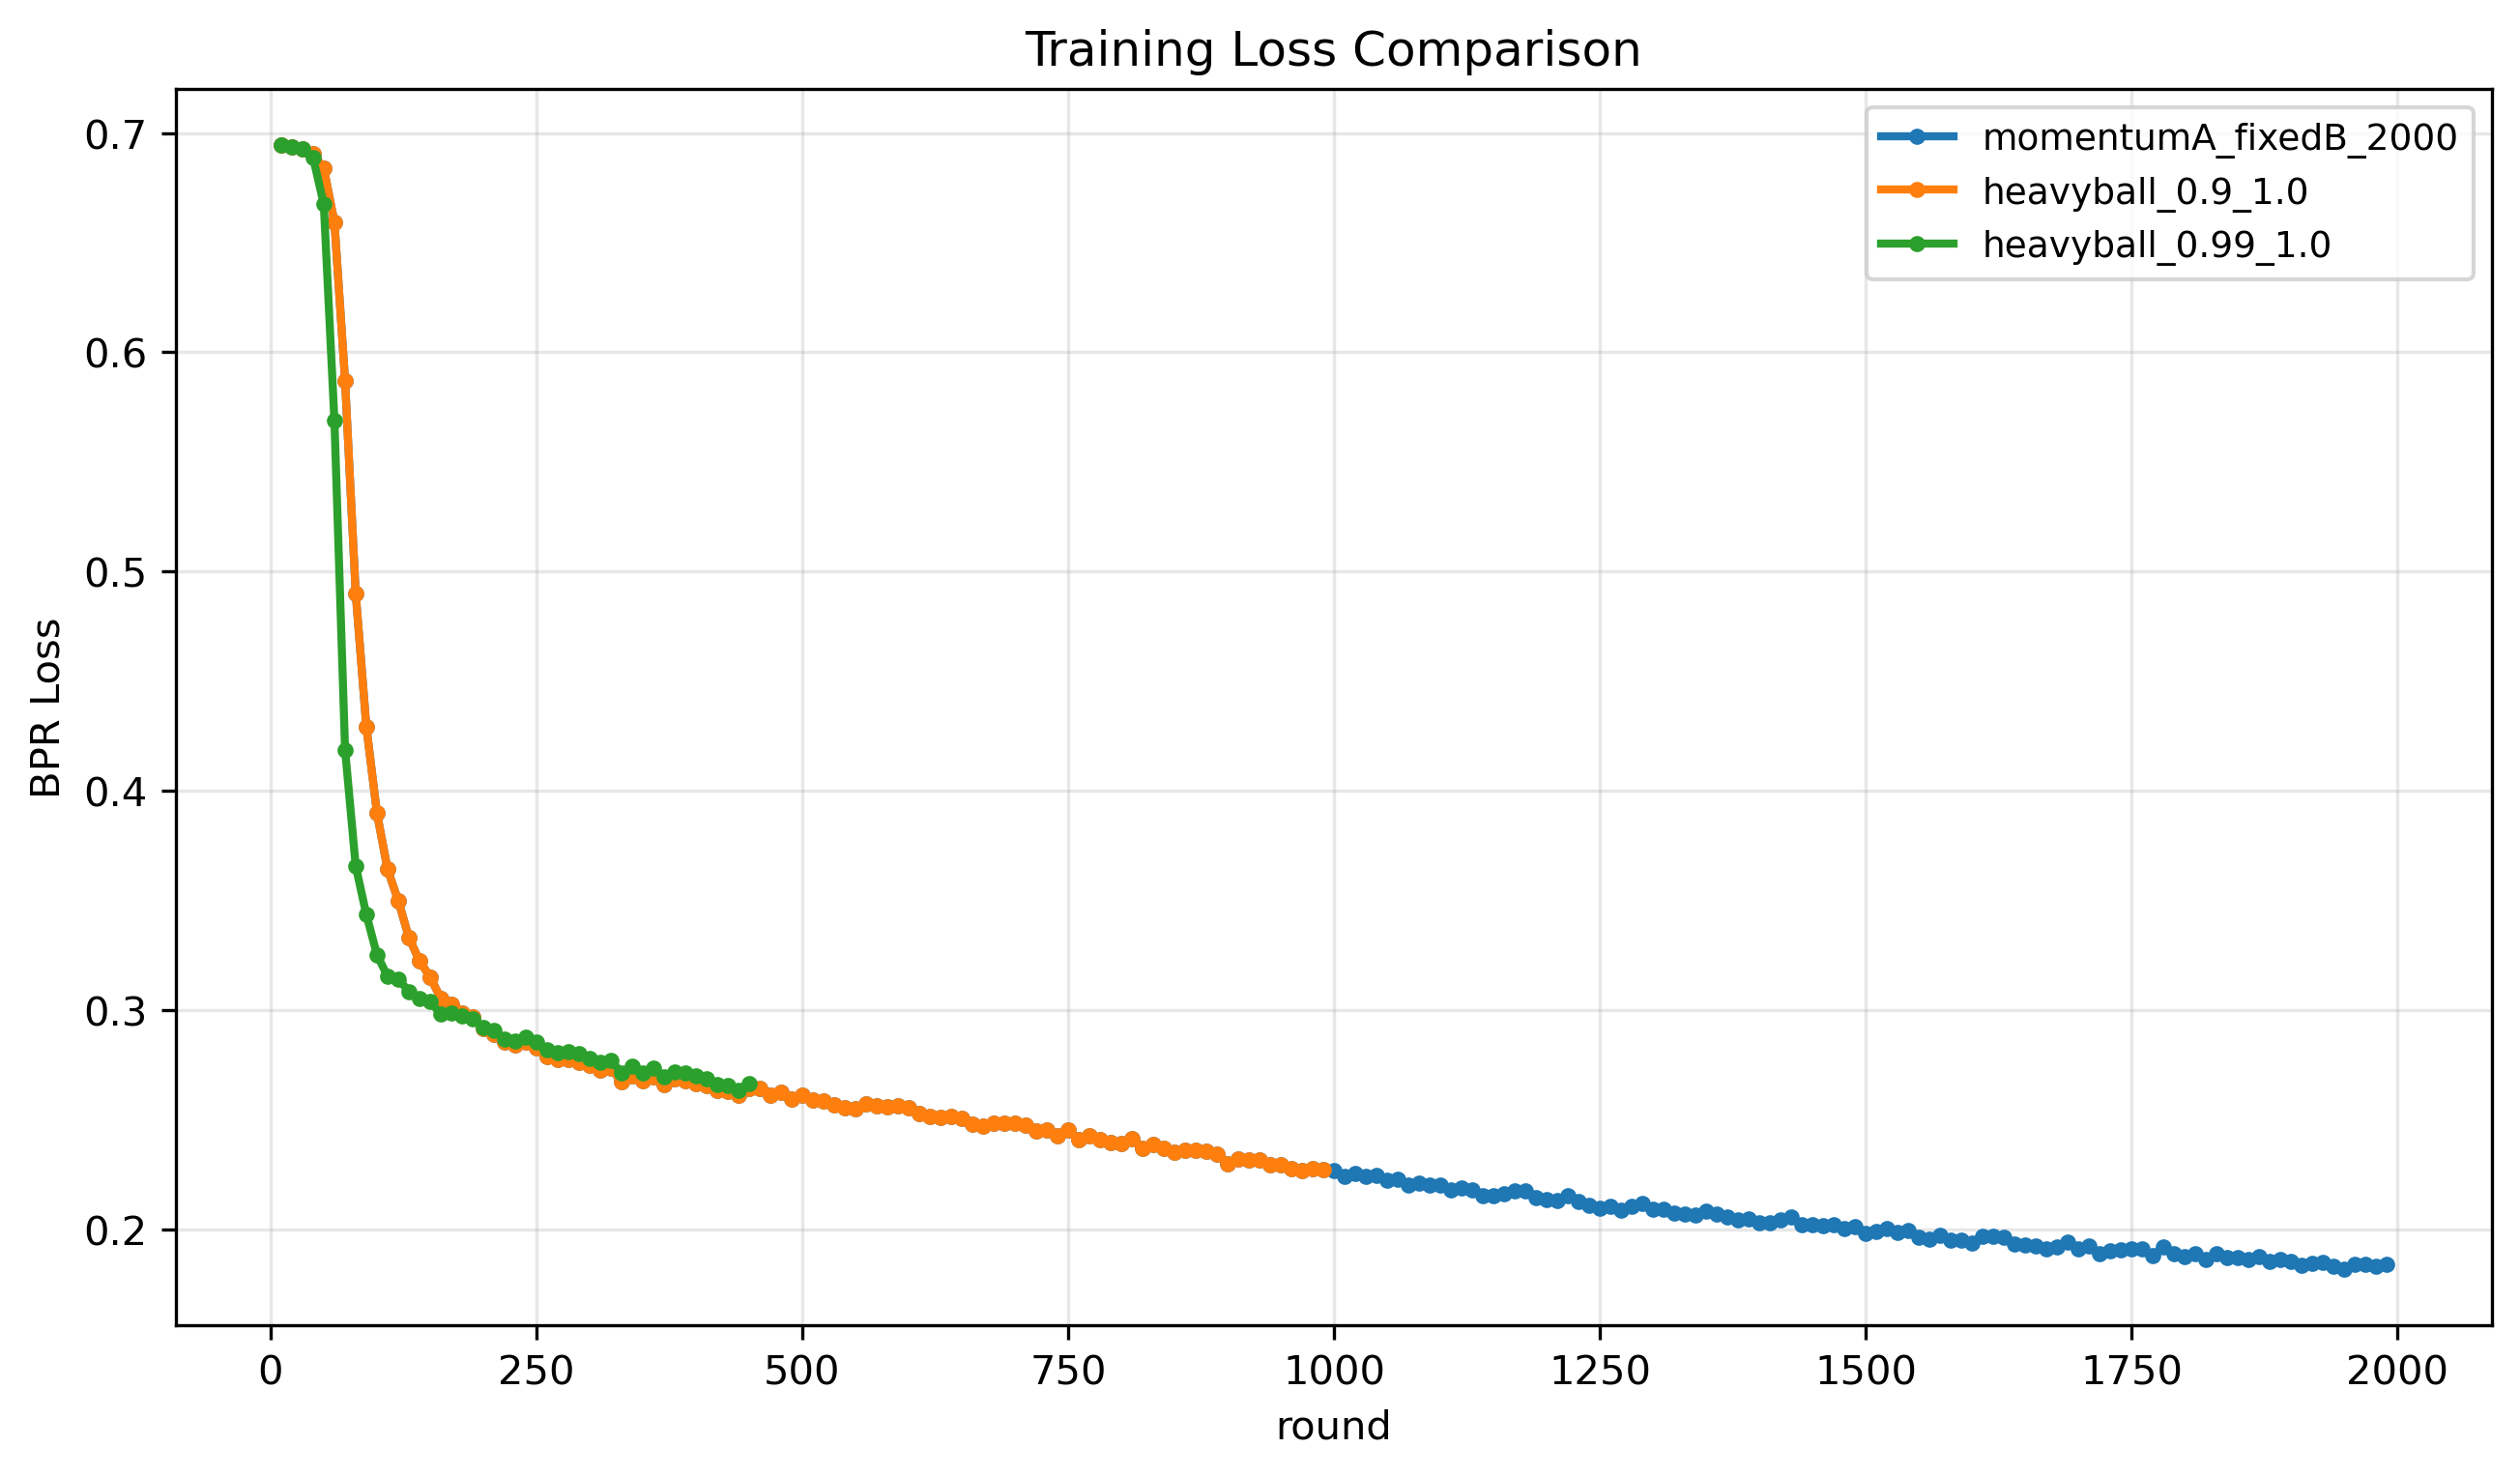 Training Loss Comparison
momentumA_fixedB_2000
heavyball_0.9_1.0
heavyball_0.99_1.0
BPR Loss
0.7
0.6
0.5
0.4
0.3
0.2
0 250 500 750 1000 1250 1500 1750 2000
round